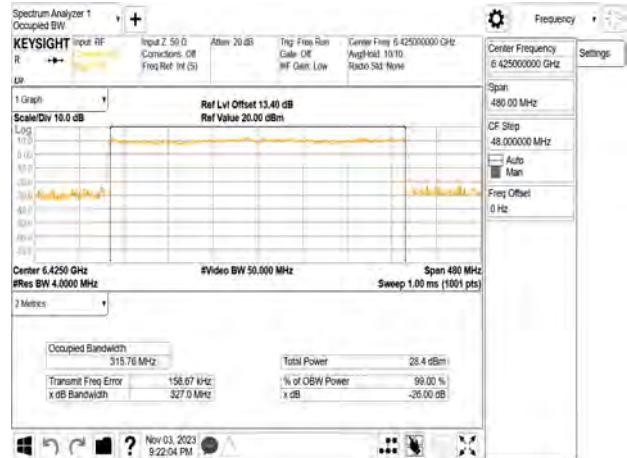 Spectrum Analyzer 1
Occupied BW
Frequency
KEYSIGHT
Input: RF
Input Z: 50 Ω
Corrections: Off
Freq Ref: Int (S)
Atten: 20 dB
Trig: Free Run
Gate: Off
#IF Gain: Low
Center Freq: 6.425000000 GHz
Avg|Hold: 10/10
Radio Std: None
Center Frequency
6.425000000 GHz
Settings
Span
480.00 MHz
CF Step
48.000000 MHz
Auto
Man
Freq Offset
0 Hz
1 Graph
Scale/Div 10.0 dB
Ref Lvl Offset 13.40 dB
Ref Value 20.00 dBm
Log
Center 6.4250 GHz
#Video BW 50.000 MHz
Span 480 MHz
#Res BW 4.0000 MHz
Sweep 1.00 ms (1001 pts)
2 Metrics
Occupied Bandwidth
315.76 MHz
Total Power
28.4 dBm
Transmit Freq Error
158.67 kHz
% of OBW Power
99.00 %
x dB Bandwidth
327.0 MHz
x dB
-26.00 dB
Nov 03, 2023
9:22:04 PM